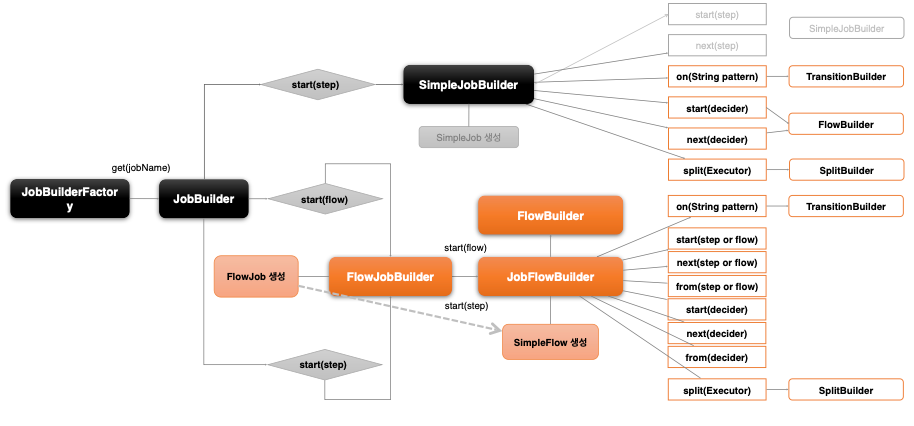 start(step)
SimpleJobBuilder
next(step)
start(step)
SimpleJobBuilder
on(String pattern)
TransitionBuilder
start(decider)
FlowBuilder
SimpleJob 생성
next(decider)
get(jobName)
split(Executor)
SplitBuilder
JobBuilderFactor
y
JobBuilder
start(flow)
on(String pattern)
TransitionBuilder
FlowBuilder
start(flow)
start(step or flow)
next(step or flow)
FlowJob 생성
FlowJobBuilder
JobFlowBuilder
from(step or flow)
start(step)
start(decider)
next(decider)
SimpleFlow 생성
from(decider)
start(step)
split(Executor)
SplitBuilder